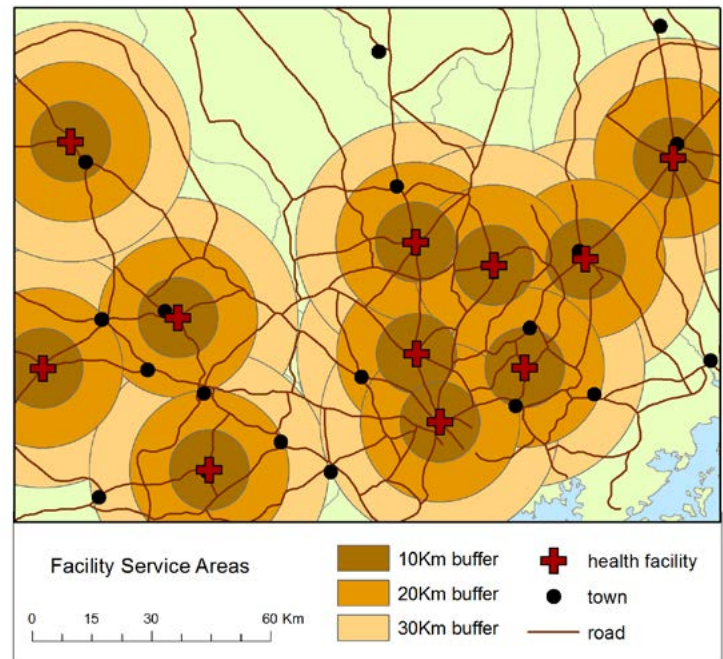 Facility Service Areas
0 15 30 60 Km
10Km buffer
20Km buffer
30Km buffer
health facility
town
road